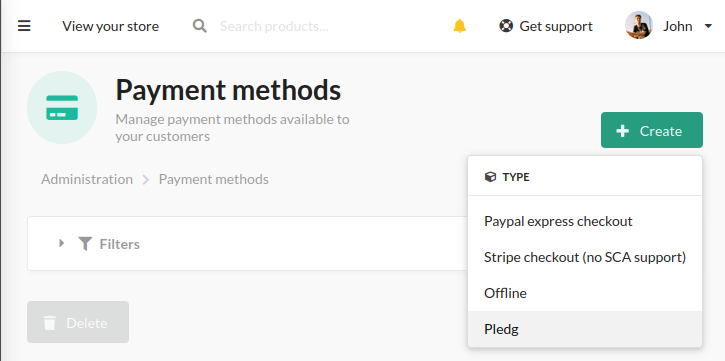 View your store
Search products...
Get support
John
Payment methods
Manage payment methods available to
your customers
Create
Administration
Payment methods
TYPE
Paypal express checkout
Stripe checkout (no SCA support)
Offline
Pledg
Filters
Delete